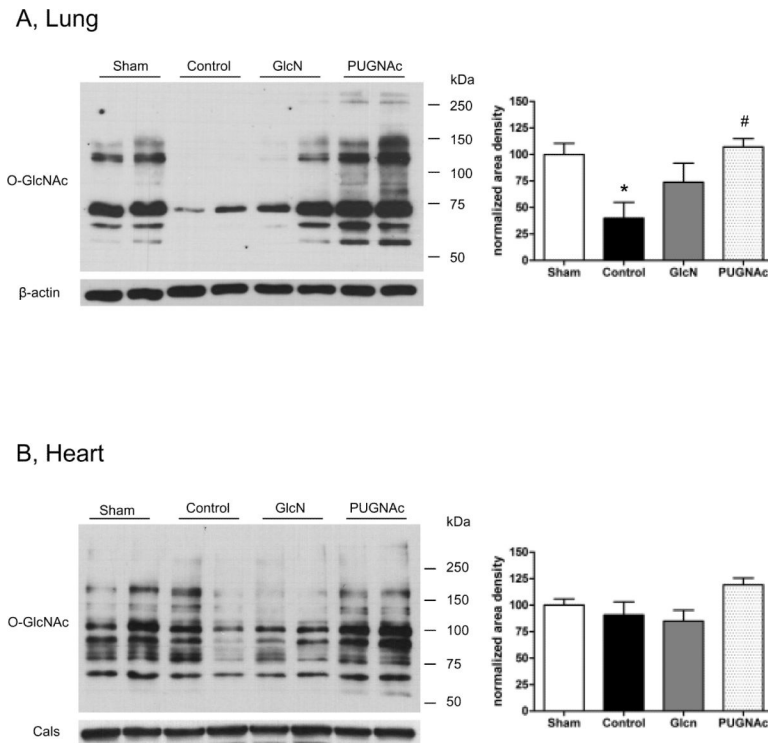 A, Lung
Sham Control GlcN PUGNAc
kDa
250
150
100
75
50
O-GlcNAc
β-actin
normalized area density
150
125
100
75
50
25
0
*
#
Sham Control GlcN PUGNAc
B, Heart
Sham Control GlcN PUGNAc
kDa
250
150
100
75
50
O-GlcNAc
Cals
normalized area density
150
125
100
75
50
25
0
Sham Control Glcn PUGNAc